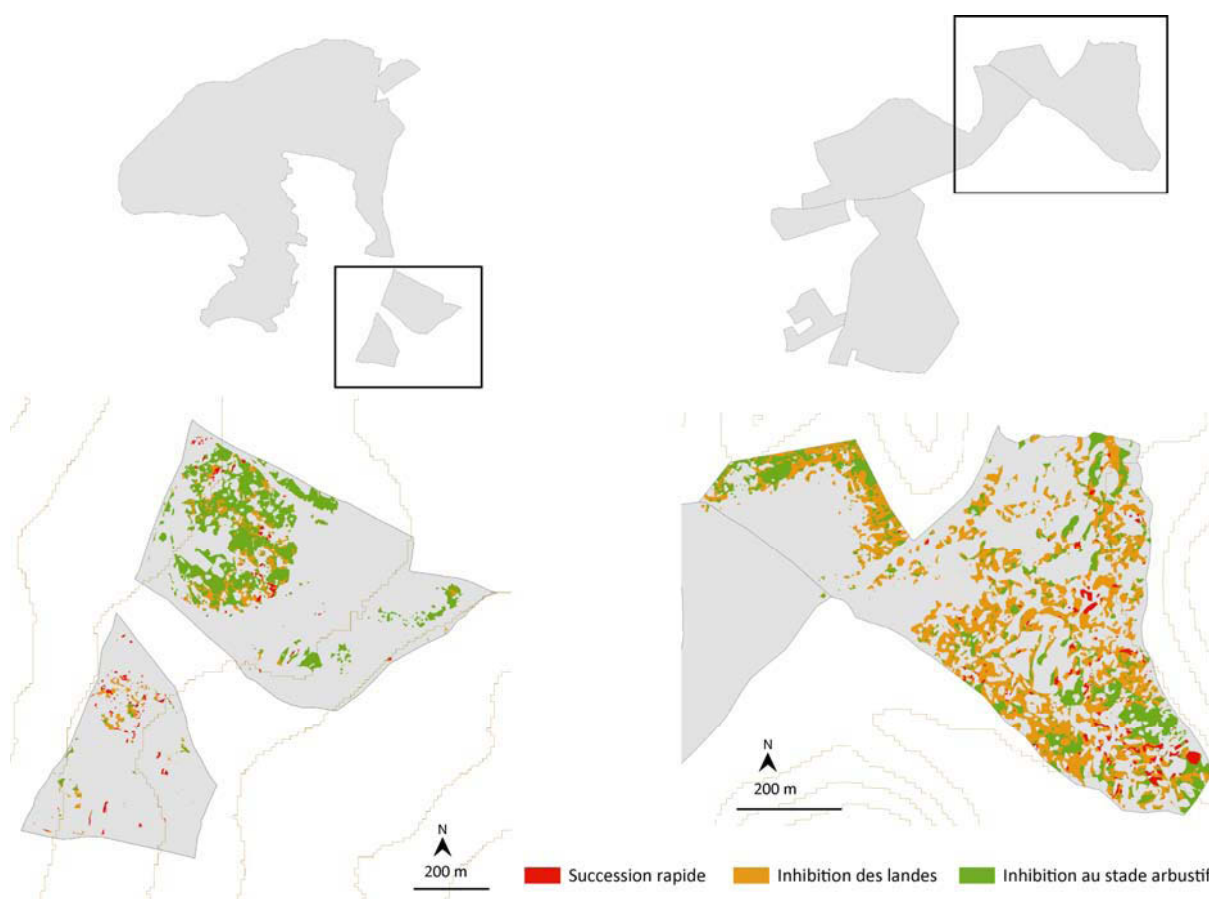 N
200 m
N
200 m
Succession rapide
Inhibition des landes
Inhibition au stade arbustif